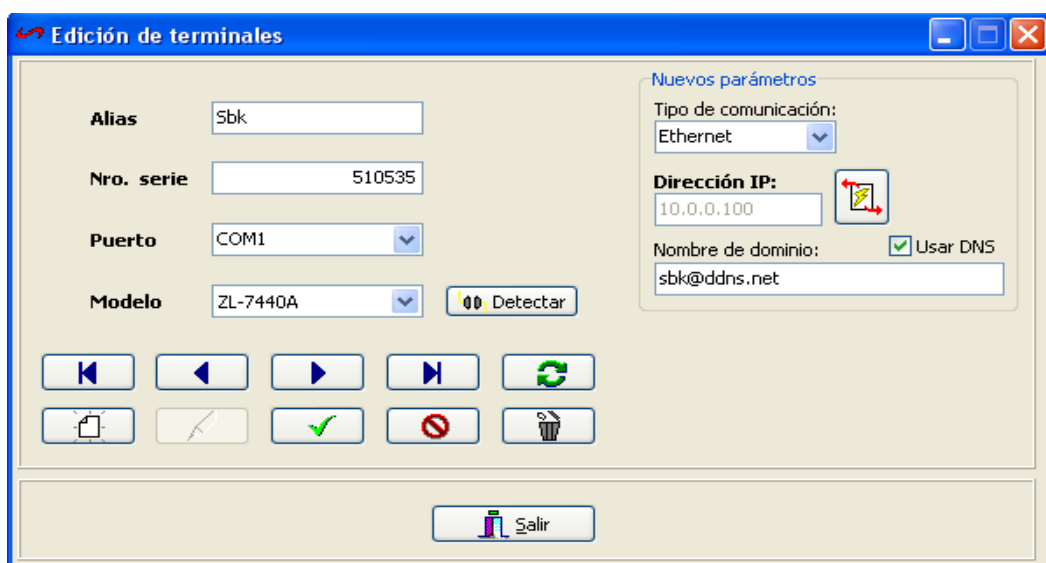 Edición de terminales
Alias
Sbk
Nro. serie
510535
Puerto
COM1
Modelo
ZL-7440A
Detectar
Nuevos parámetros
Tipo de comunicación:
Ethernet
Dirección IP:
10.0.0.100
Nombre de dominio:
Usar DNS
sbk@ddns.net
Salir